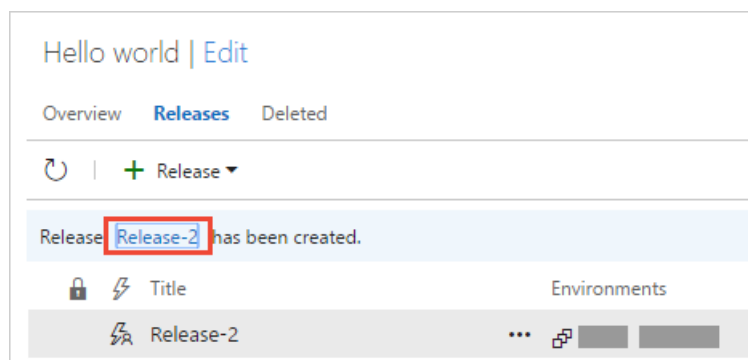 Hello world | Edit
Overview Releases Deleted
+ Release
Release Release-2 has been created.
Title Environments
Release-2 ...